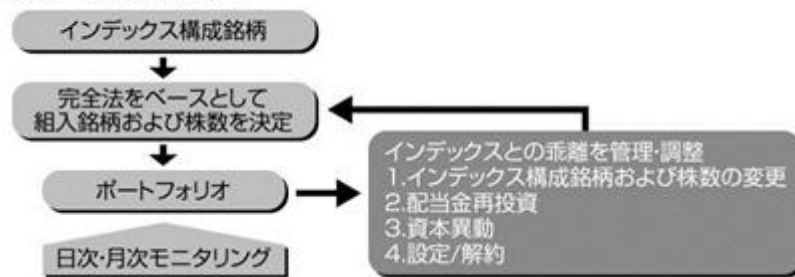 インデックス構成銘柄
完全法をベースとして
組入銘柄および株数を決定
ポートフォリオ
日次・月次モニタリング
インデックスとの乖離を管理・調整
1.インデックス構成銘柄および株数の変更
2.配当金再投資
3.資本異動
4.設定/解約